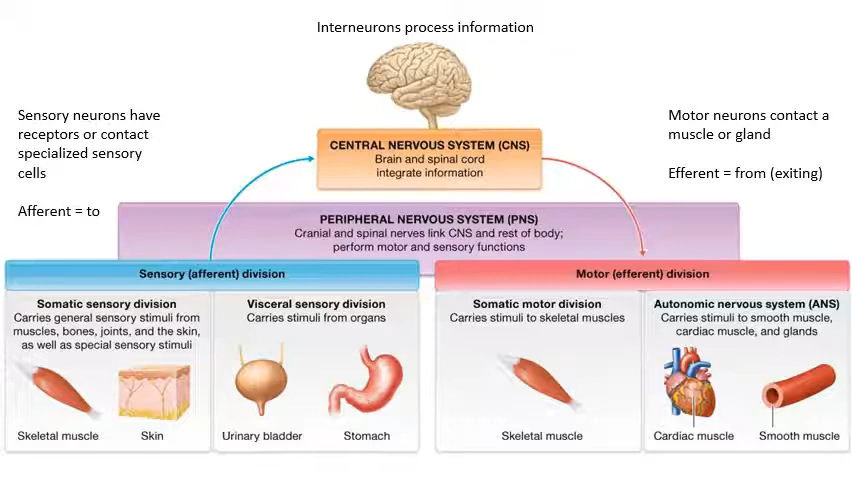 Interneurons process information
Sensory neurons have
receptors or contact
specialized sensory
cells
Afferent = to
Motor neurons contact a
muscle or gland
Efferent = from (exiting)
CENTRAL NERVOUS SYSTEM (CNS)
Brain and spinal cord
integrate information
PERIPHERAL NERVOUS SYSTEM (PNS)
Cranial and spinal nerves link CNS and rest of body;
perform motor and sensory functions
Sensory (afferent) division
Somatic sensory division
Carries general sensory stimuli from
muscles, bones, joints, and the skin,
as well as special sensory stimuli
Skeletal muscle
Skin
Visceral sensory division
Carries stimuli from organs
Urinary bladder
Stomach
Motor (efferent) division
Somatic motor division
Carries stimuli to skeletal muscles
Skeletal muscle
Autonomic nervous system (ANS)
Carries stimuli to smooth muscle,
cardiac muscle, and glands
Cardiac muscle
Smooth muscle